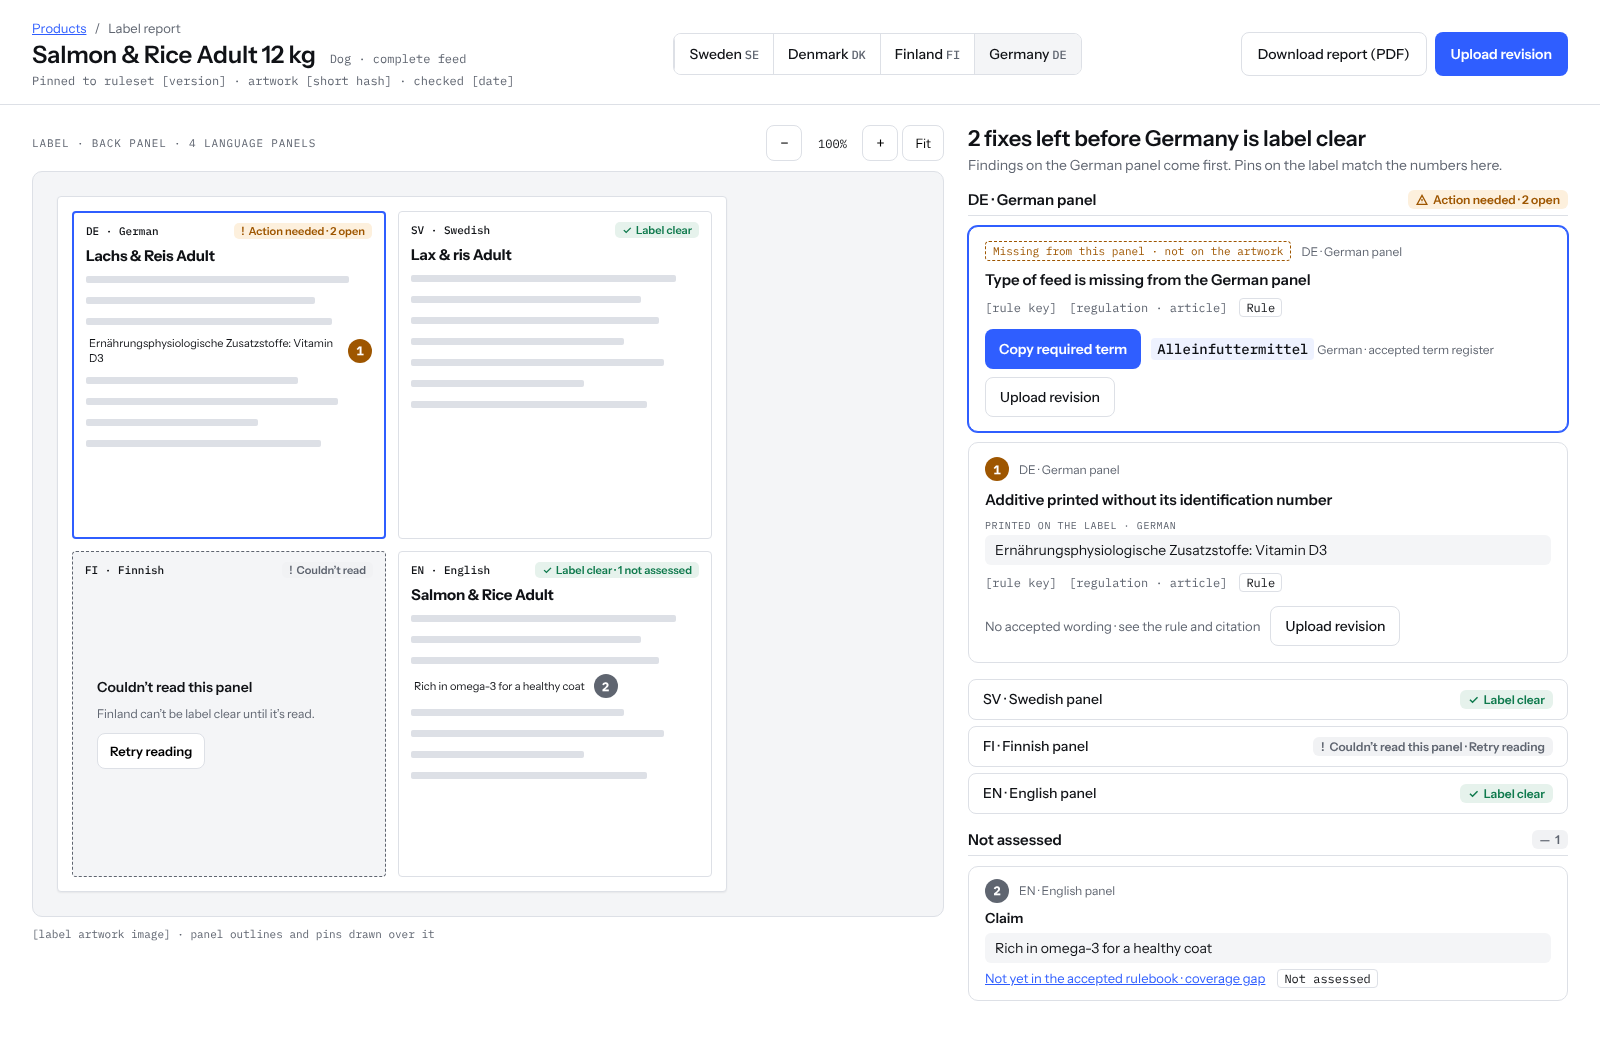 Products / Label report
Salmon & Rice Adult 12 kg Dog · complete feed
Pinned to ruleset [version] · artwork [short hash] · checked [date]
Sweden SE Denmark DK Finland FI Germany DE
Download report (PDF) Upload revision
LABEL · BACK PANEL · 4 LANGUAGE PANELS
− 100% + Fit
DE · German ! Action needed · 2 open
Lachs & Reis Adult
Ernährungsphysiologische Zusatzstoffe: Vitamin
D3
1
SV · Swedish ✓ Label clear
Lax & ris Adult
FI · Finnish ! Couldn't read
Couldn't read this panel
Finland can't be label clear until it's read.
Retry reading
EN · English ✓ Label clear · 1 not assessed
Salmon & Rice Adult
Rich in omega-3 for a healthy coat 2
[label artwork image] · panel outlines and pins drawn over it
2 fixes left before Germany is label clear
Findings on the German panel come first. Pins on the label match the numbers here.
DE · German panel ⚠ Action needed · 2 open
Missing from this panel · not on the artwork DE · German panel
Type of feed is missing from the German panel
[rule key] [regulation · article] Rule
Copy required term Alleinfuttermittel German · accepted term register
Upload revision
1 DE · German panel
Additive printed without its identification number
PRINTED ON THE LABEL · GERMAN
Ernährungsphysiologische Zusatzstoffe: Vitamin D3
[rule key] [regulation · article] Rule
No accepted wording · see the rule and citation Upload revision
SV · Swedish panel ✓ Label clear
FI · Finnish panel ! Couldn't read this panel · Retry reading
EN · English panel ✓ Label clear
Not assessed — 1
2 EN · English panel
Claim
Rich in omega-3 for a healthy coat
Not yet in the accepted rulebook · coverage gap Not assessed